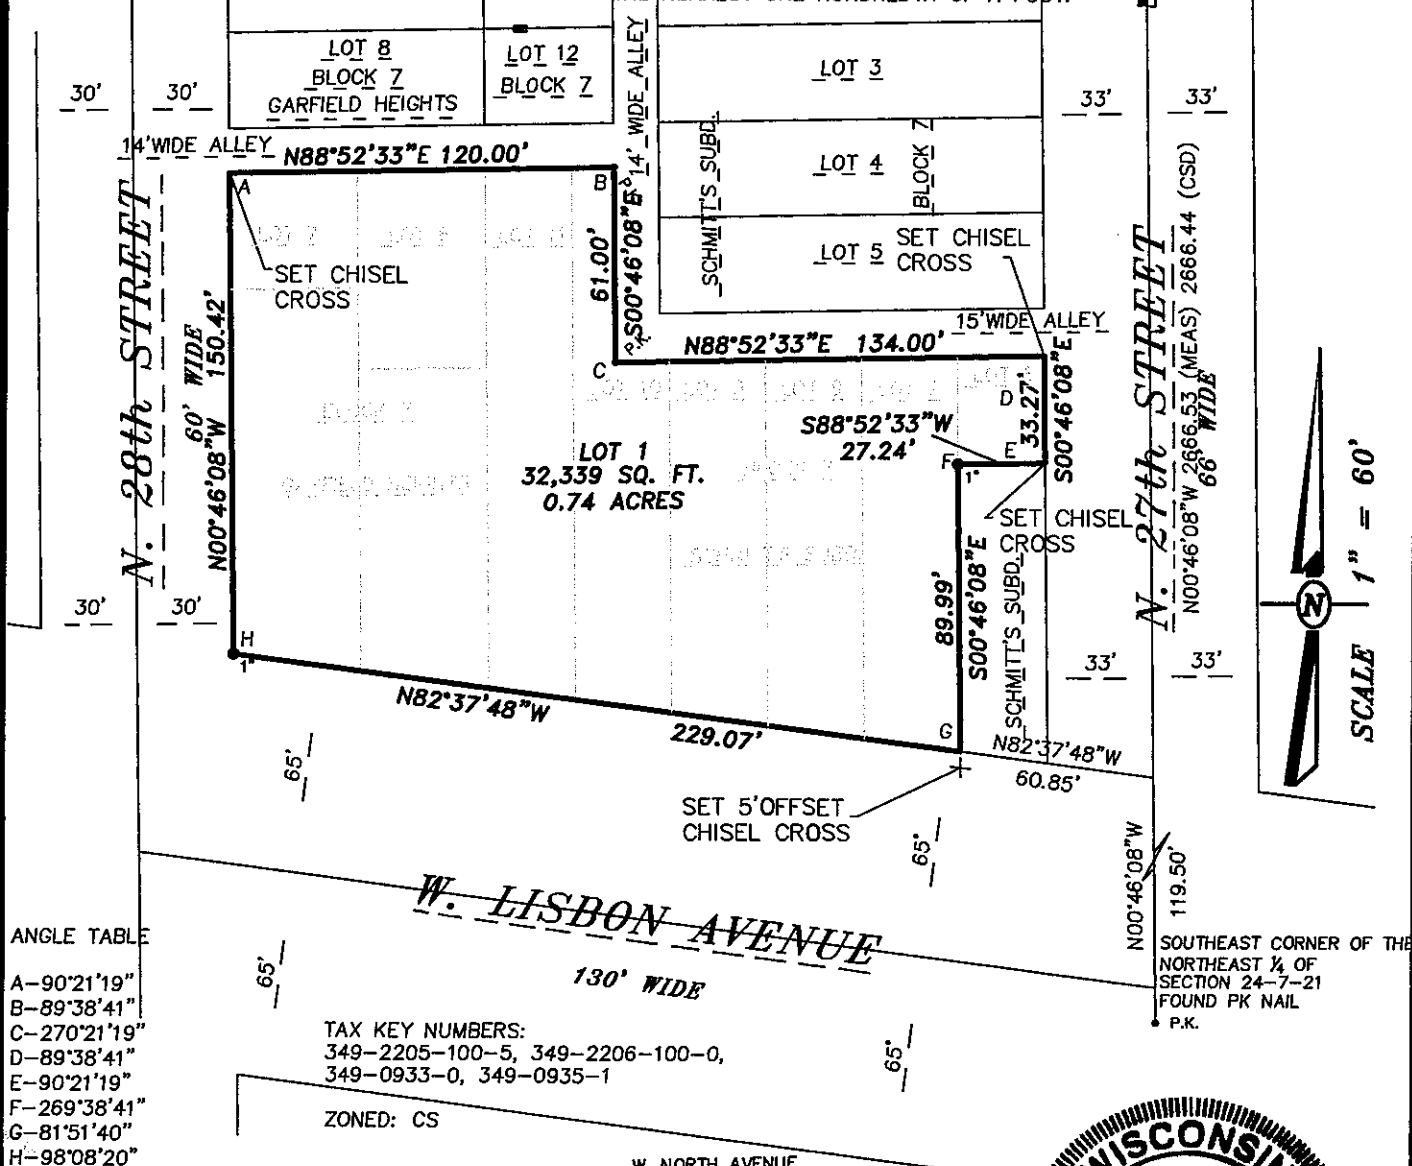 LOT 8
BLOCK 7
GARFIELD HEIGHTS
LOT 12
BLOCK 7
14' WIDE ALLEY
LOT 3
LOT 4
LOT 5
SCHMITT'S SUBD.
BLOCK 7
30'
30'
33'
33'
14' WIDE ALLEY
N88°52'33"E 120.00'
A
B
SET CHISEL
CROSS
61.00'
S00°46'08"E
P.K.
C
SET CHISEL
CROSS
15' WIDE ALLEY
N88°52'33"E 134.00'
D
33.27'
S00°46'08"E
S88°52'33"W
27.24'
E
F
1"
SET CHISEL
CROSS
N. 28th STREET
60' WIDE
N00°46'08"W 150.42'
LOT 1
32,339 SQ. FT.
0.74 ACRES
89.99'
S00°46'08"E
SCHMITT'S SUBD.
N. 27th STREET
N00°46'08"W 2666.53 (MEAS) 2666.44 (CSD)
66' WIDE
N
SCALE 1" = 60'
30'
30'
33'
33'
H
1"
N82°37'48"W
229.07'
G
N82°37'48"W
60.85'
65'
SET 5' OFFSET
CHISEL CROSS
65'
N00°46'08"W
119.50'
W. LISBON AVENUE
130' WIDE
65'
65'
SOUTHEAST CORNER OF THE
NORTHEAST ¼ OF
SECTION 24-7-21
FOUND PK NAIL
P.K.
ANGLE TABLE
A-90°21'19"
B-89°38'41"
C-270°21'19"
D-89°38'41"
E-90°21'19"
F-269°38'41"
G-81°51'40"
H-98°08'20"
TAX KEY NUMBERS:
349-2205-100-5, 349-2206-100-0,
349-0933-0, 349-0935-1
ZONED: CS
W. NORTH AVENUE
WISCONSIN